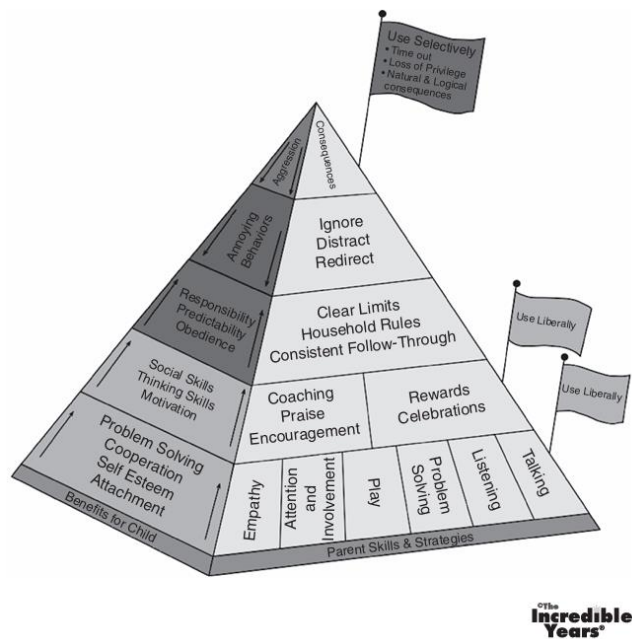 Use Selectively
• Time out
• Loss of Privilege
• Natural & Logical
consequences
Aggression
Consequences
Annoying
Behaviors
Ignore
Distract
Redirect
Responsibility
Predictability
Obedience
Clear Limits
Household Rules
Consistent Follow-Through
Use Liberally
Social Skills
Thinking Skills
Motivation
Coaching
Praise
Encouragement
Rewards
Celebrations
Use Liberally
Problem Solving
Cooperation
Self Esteem
Attachment
Empathy
Attention
and
Involvement
Play
Problem
Solving
Listening
Talking
Benefits for Child
Parent Skills & Strategies
©The
Incredible
Years®